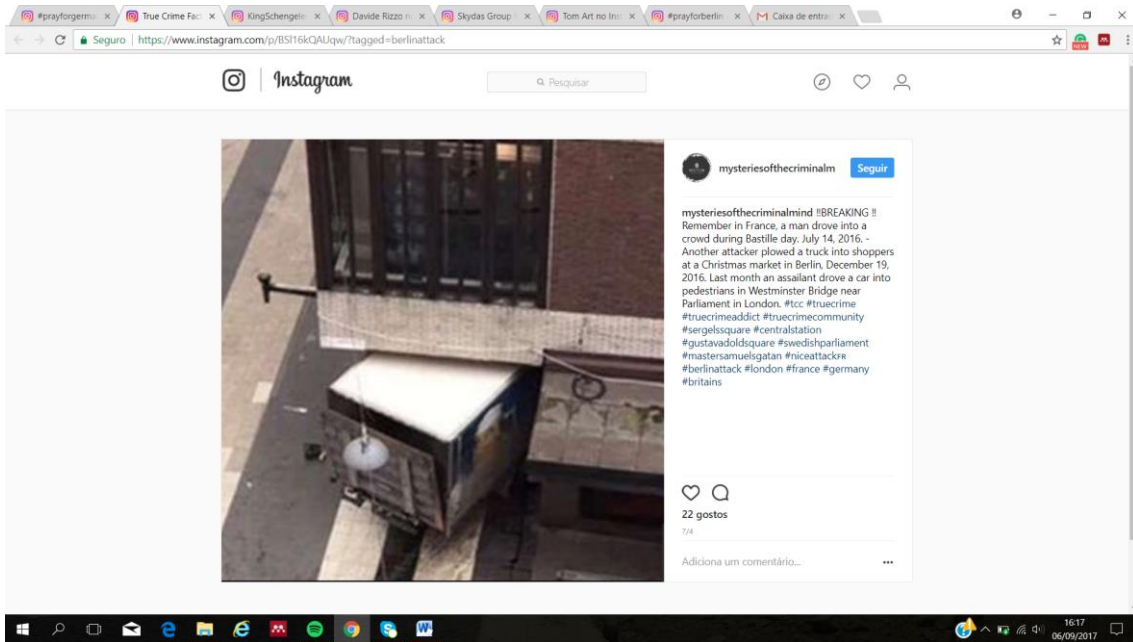 #prayforgerma
True Crime Fact
KingSchengele
Davide Rizzo n
Skydas Group
Tom Art no Ins
#prayforberlin
Caixa de entrad
Seguro
https://www.instagram.com/p/BSl16kQAUqw/?tagged=berlinattack
NEW
Instagram
Pesquisar
mysteriesofthecriminalm
Seguir
mysteriesofthecriminalmind ‼BREAKING ‼
Remember in France, a man drove into a
crowd during Bastille day. July 14, 2016. -
Another attacker plowed a truck into shoppers
at a Christmas market in Berlin, December 19,
2016. Last month an assailant drove a car into
pedestrians in Westminster Bridge near
Parliament in London. #tcc #truecrime
#truecrimeaddict #truecrimecommunity
#sergelssquare #centralstation
#gustavadoldsquare #swedishparliament
#mastersamuelsgatan #niceattackFR
#berlinattack #london #france #germany
#britains
22 gostos
7/4
Adiciona um comentário...
16:17
06/09/2017